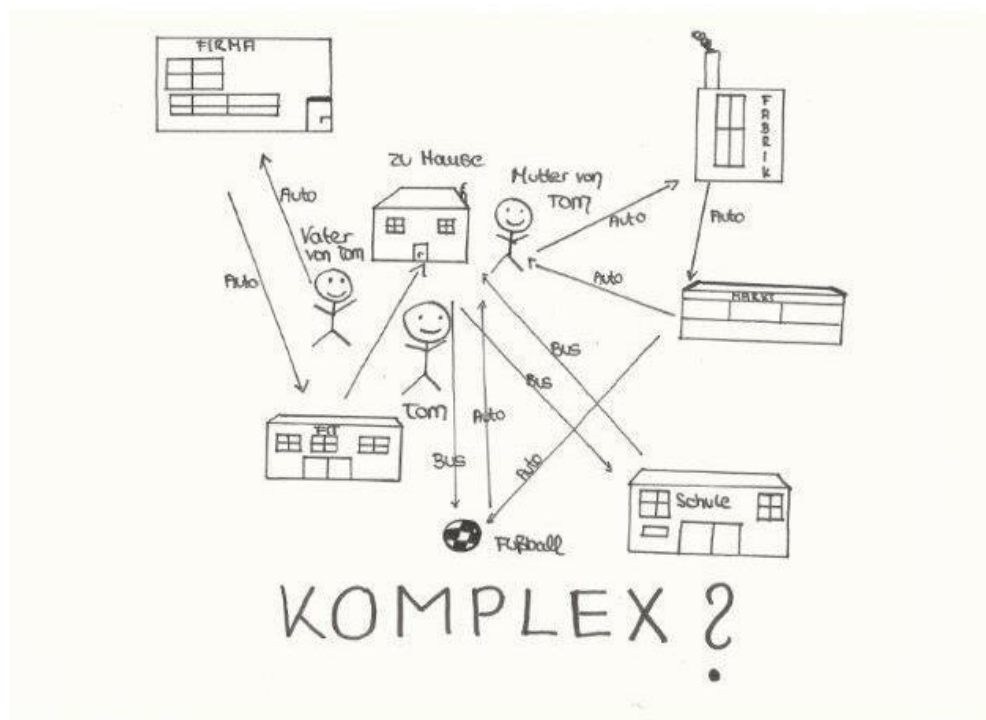 FIRMA
FABRIK
ZU HAUSE
Mutter von
TOM
Auto
Auto
Auto
Vater
von Tom
Auto
Auto
MARKT
Bus
Bus
TOM
Auto
FIT
Bus
Auto
Schule
Fußball
KOMPLEX?